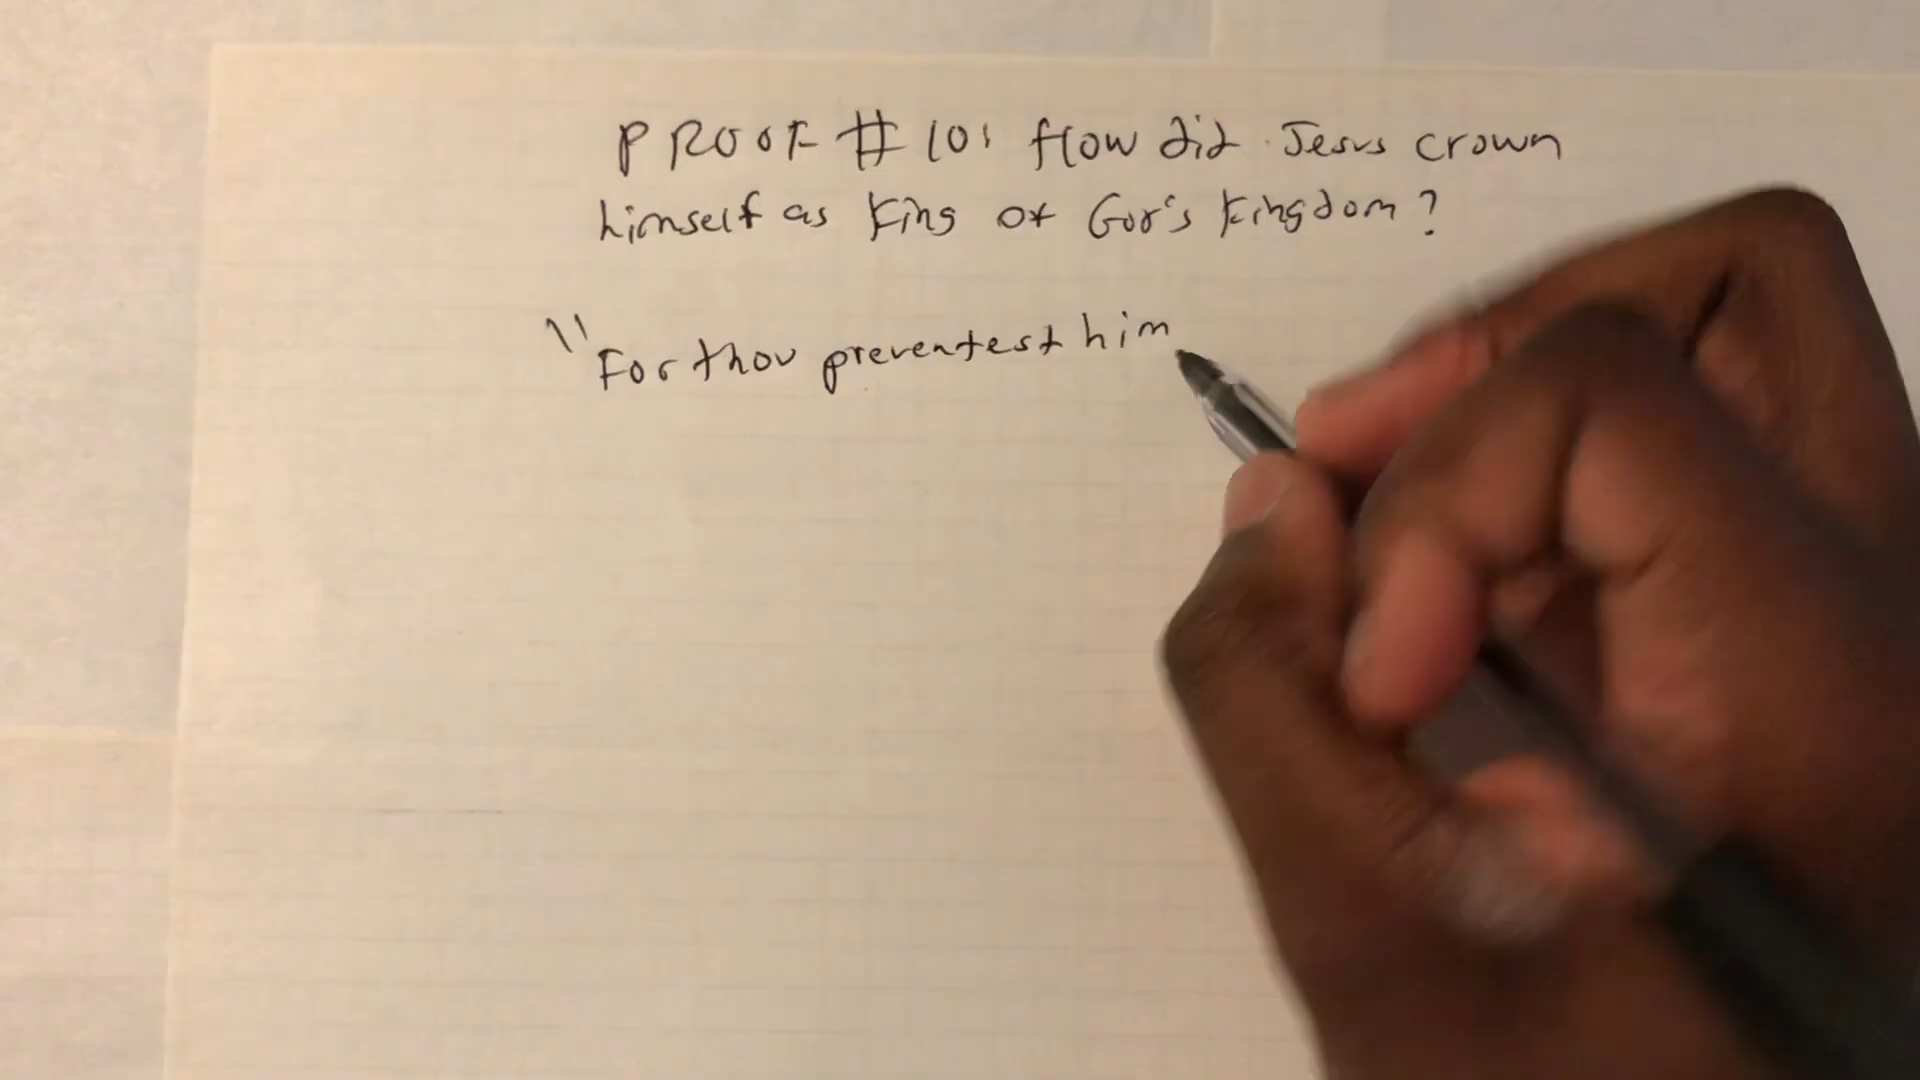 PROOF #10: How did Jesus crown
himself as King of God's Kingdom?
"For thou preventest him